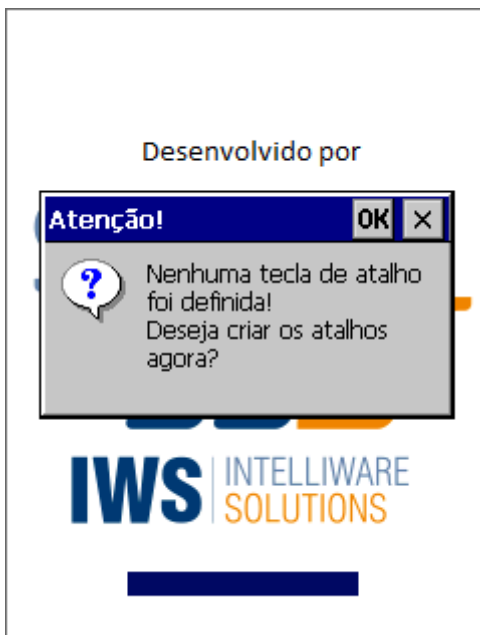 Desenvolvido por
Atenção! OK
Nenhuma tecla de atalho
foi definida!
Deseja criar os atalhos
agora?
IWS INTELLIWARE
SOLUTIONS